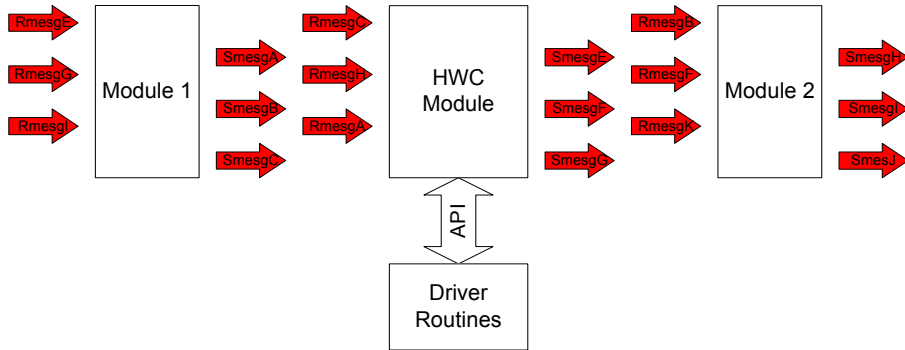 RmesgE
RmesgG
RmesgI
Module 1
SmesgA
SmesgB
SmesgC
RmesgC
RmesgH
RmesgA
HWC
Module
SmesgE
SmesgF
SmesgG
RmesgB
RmesgF
RmesgK
Module 2
SmesgH
SmesgI
SmesJ
API
Driver
Routines